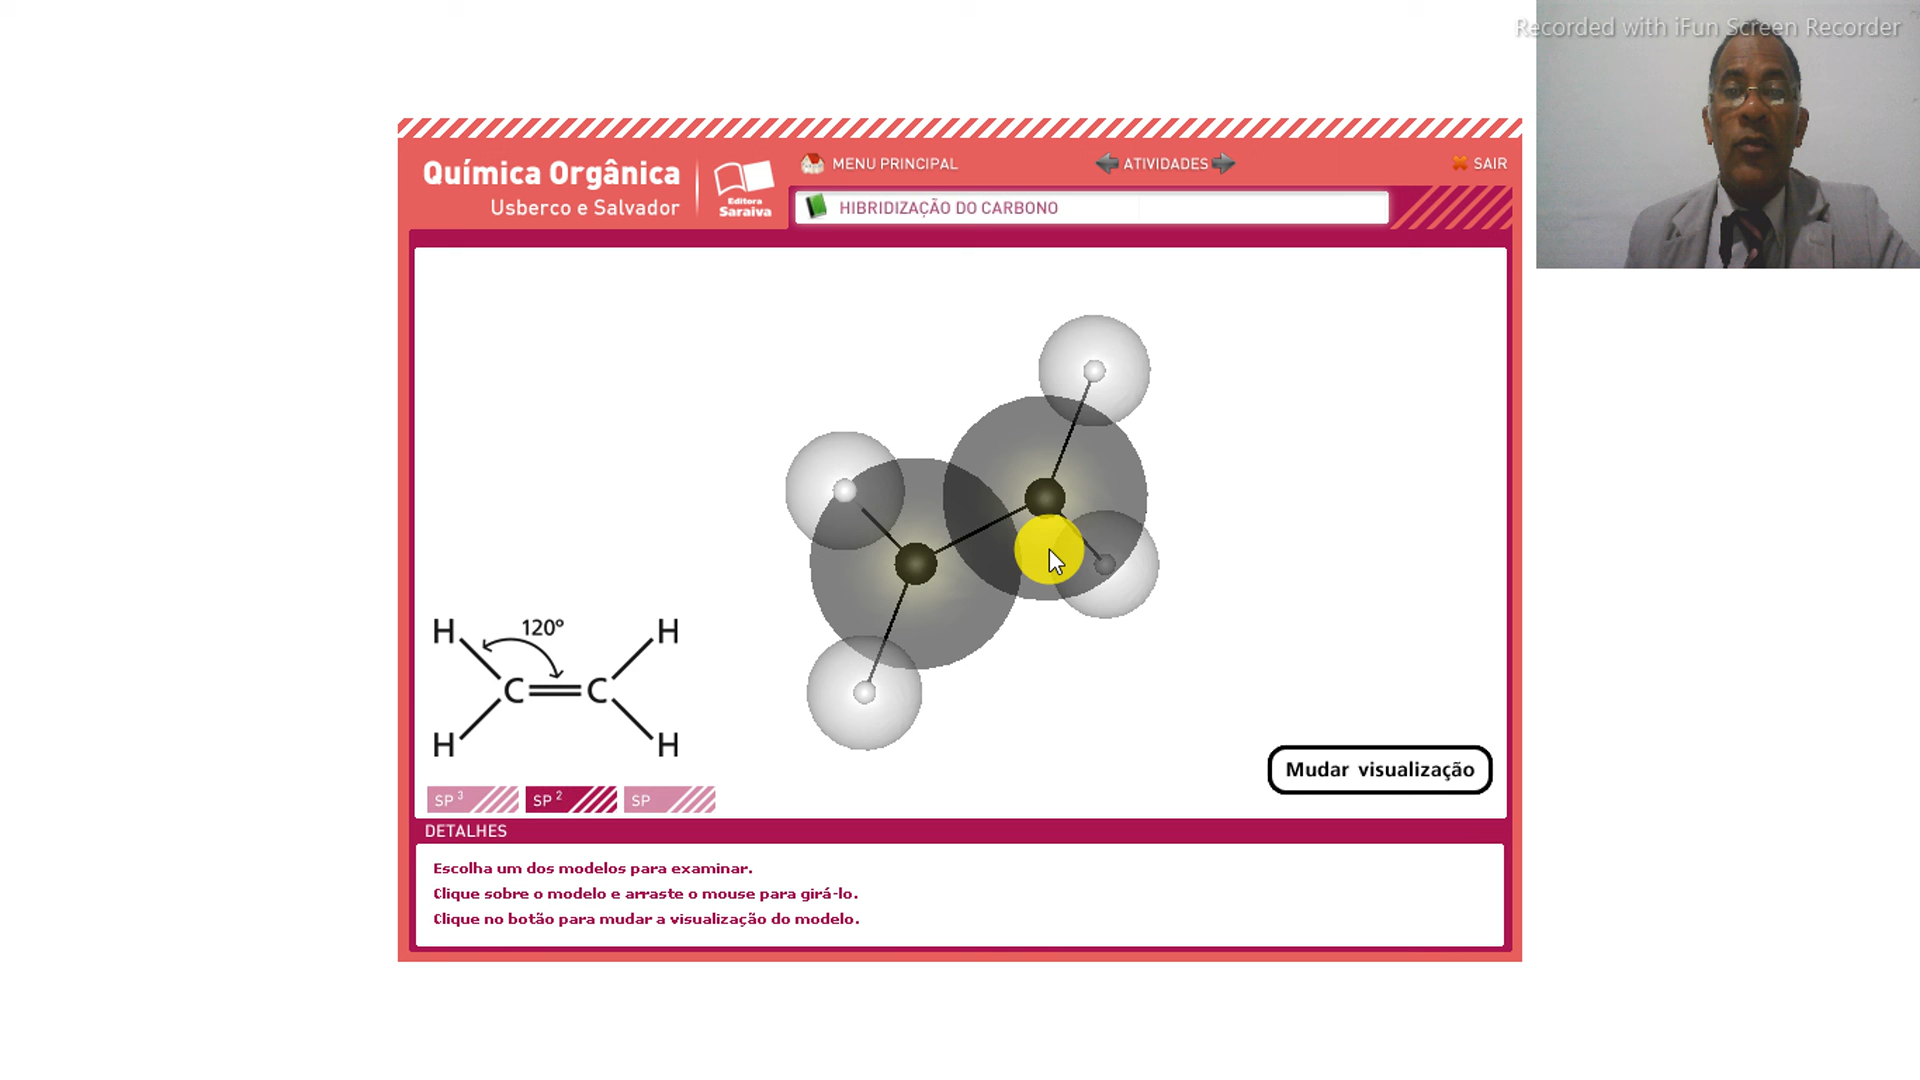 Recorded with iFun Screen Recorder
Química Orgânica
Usberco e Salvador
Editora
Saraiva
MENU PRINCIPAL
ATIVIDADES
SAIR
HIBRIDIZAÇÃO DO CARBONO
H 120° H
C C
H H
SP³ SP² SP
Mudar visualização
DETALHES
Escolha um dos modelos para examinar.
Clique sobre o modelo e arraste o mouse para girá-lo.
Clique no botão para mudar a visualização do modelo.